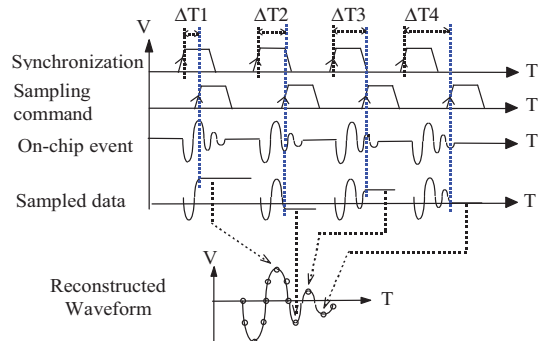 V ΔT1 ΔT2 ΔT3 ΔT4
Synchronization T
Sampling
command T
On-chip event T
Sampled data T
V
Reconstructed
Waveform T